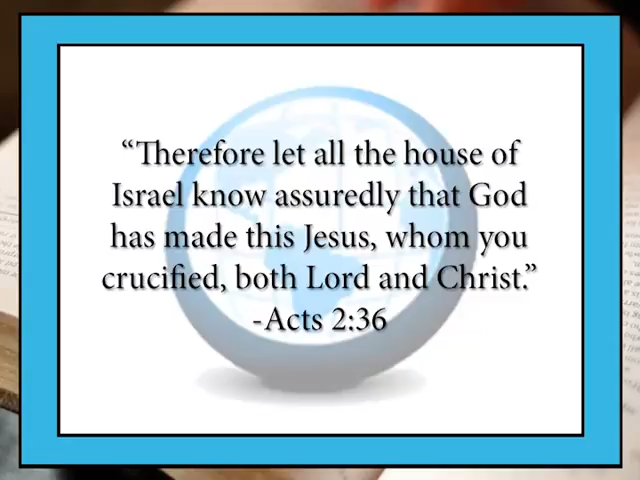 “Therefore let all the house of
Israel know assuredly that God
has made this Jesus, whom you
crucified, both Lord and Christ.”
-Acts 2:36